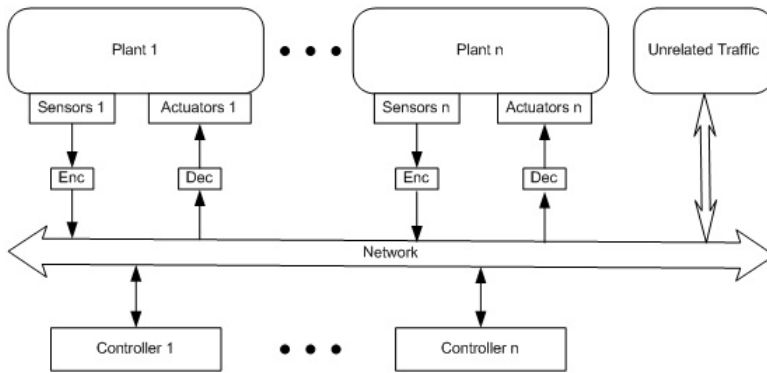 Plant 1
Plant n
Unrelated Traffic
Sensors 1
Actuators 1
Sensors n
Actuators n
Enc
Dec
Enc
Dec
Network
Controller 1
Controller n